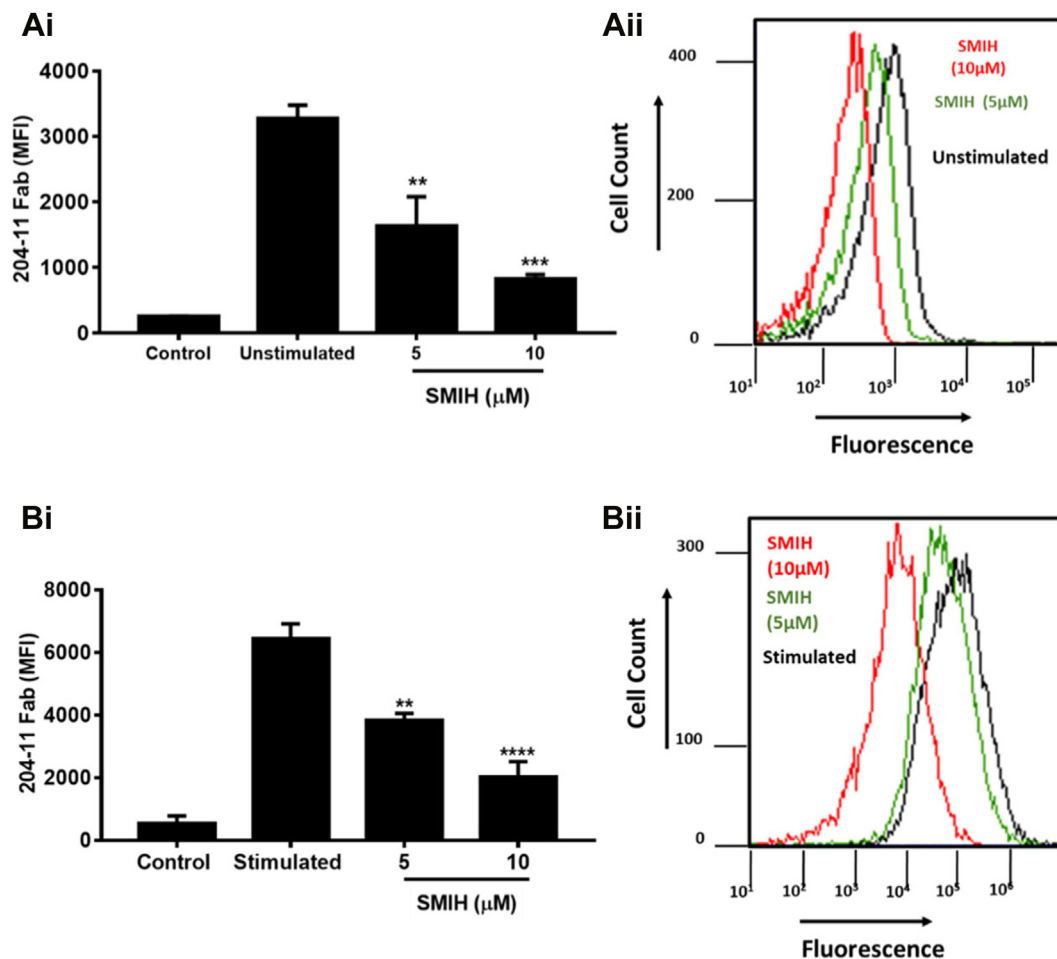 Ai
4000
3000
2000
1000
0
204-11 Fab (MFI)
**
***
Control Unstimulated 5 10
SMIH (μM)
Aii
400
200
0
Cell Count
SMIH
(10μM)
SMIH (5μM)
Unstimulated
10¹ 10² 10³ 10⁴ 10⁵
Fluorescence
Bi
8000
6000
4000
2000
0
204-11 Fab (MFI)
**
****
Control Stimulated 5 10
SMIH (μM)
Bii
300
100
0
Cell Count
SMIH
(10μM)
SMIH
(5μM)
Stimulated
10¹ 10² 10³ 10⁴ 10⁵ 10⁶
Fluorescence